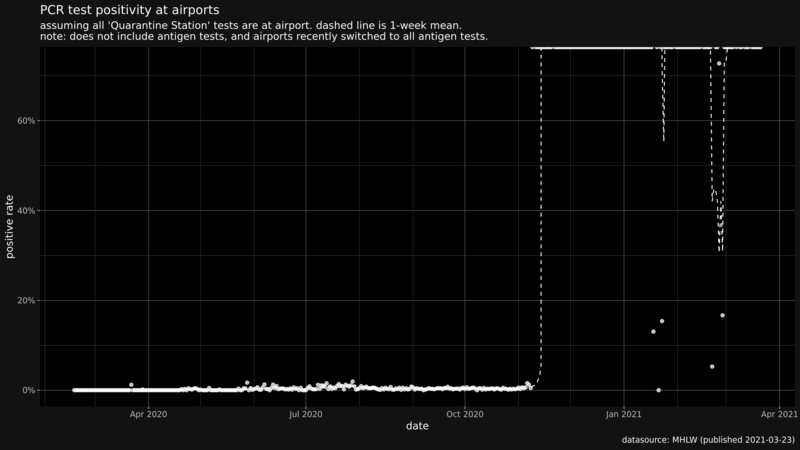 PCR test positivity at airports
assuming all 'Quarantine Station' tests are at airport. dashed line is 1-week mean.
note: does not include antigen tests, and airports recently switched to all antigen tests.
60%
40%
20%
0%
positive rate
Apr 2020
Jul 2020
Oct 2020
Jan 2021
Apr 2021
date
datasource: MHLW (published 2021-03-23)